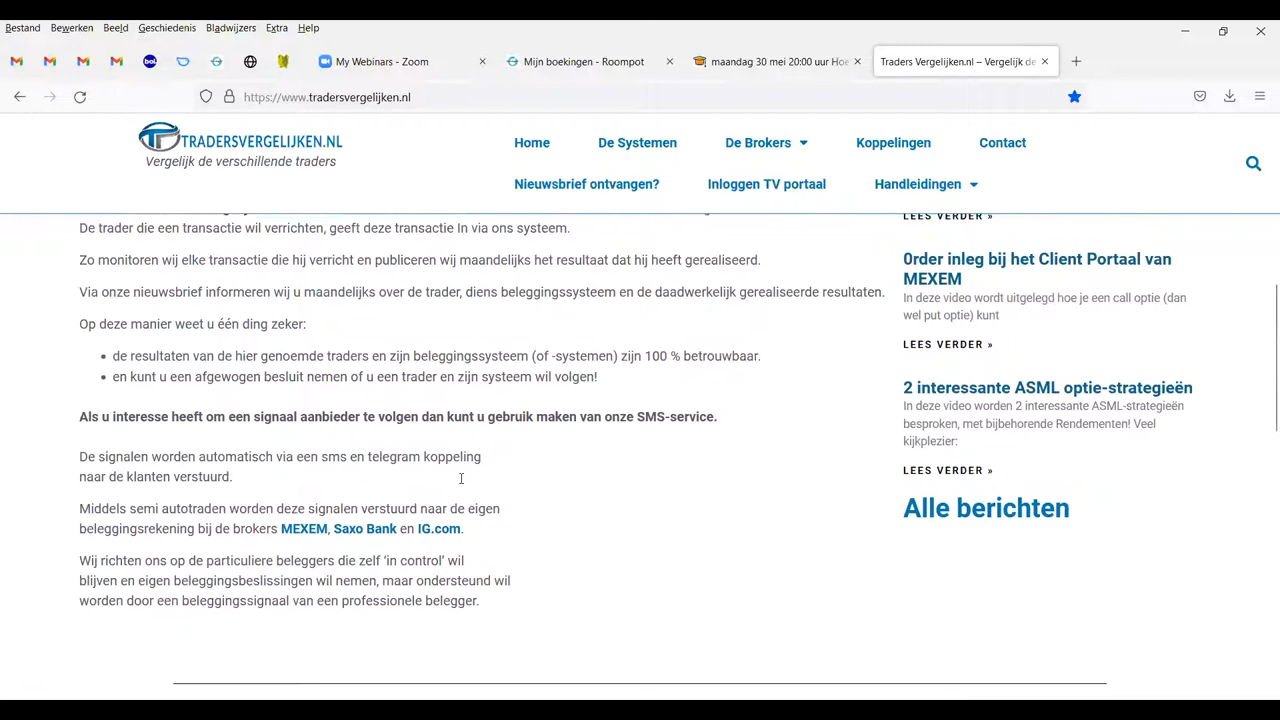 Bestand Bewerken Beeld Geschiedenis Bladwijzers Extra Help
My Webinars - Zoom
Mijn boekingen - Roompot
maandag 30 mei 20:00 uur Hoe
Traders Vergelijken.nl – Vergelijk de
https://www.tradersvergelijken.nl
TRADERSVERGELIJKEN.NL
Vergelijk de verschillende traders
Home De Systemen De Brokers Koppelingen Contact
Nieuwsbrief ontvangen? Inloggen TV portaal Handleidingen
De trader die een transactie wil verrichten, geeft deze transactie In via ons systeem.
Zo monitoren wij elke transactie die hij verricht en publiceren wij maandelijks het resultaat dat hij heeft gerealiseerd.
Via onze nieuwsbrief informeren wij u maandelijks over de trader, diens beleggingssysteem en de daadwerkelijk gerealiseerde resultaten.
Op deze manier weet u één ding zeker:
• de resultaten van de hier genoemde traders en zijn beleggingssysteem (of -systemen) zijn 100 % betrouwbaar.
• en kunt u een afgewogen besluit nemen of u een trader en zijn systeem wil volgen!
Als u interesse heeft om een signaal aanbieder te volgen dan kunt u gebruik maken van onze SMS-service.
De signalen worden automatisch via een sms en telegram koppeling
naar de klanten verstuurd.
Middels semi autotraden worden deze signalen verstuurd naar de eigen
beleggingsrekening bij de brokers MEXEM, Saxo Bank en IG.com.
Wij richten ons op de particuliere beleggers die zelf ‘in control’ wil
blijven en eigen beleggingsbeslissingen wil nemen, maar ondersteund wil
worden door een beleggingssignaal van een professionele belegger.
LEES VERDER »
0rder inleg bij het Client Portaal van
MEXEM
In deze video wordt uitgelegd hoe je een call optie (dan
wel put optie) kunt
LEES VERDER »
2 interessante ASML optie-strategieën
In deze video worden 2 interessante ASML-strategieën
besproken, met bijbehorende Rendementen! Veel
kijkplezier:
LEES VERDER »
Alle berichten